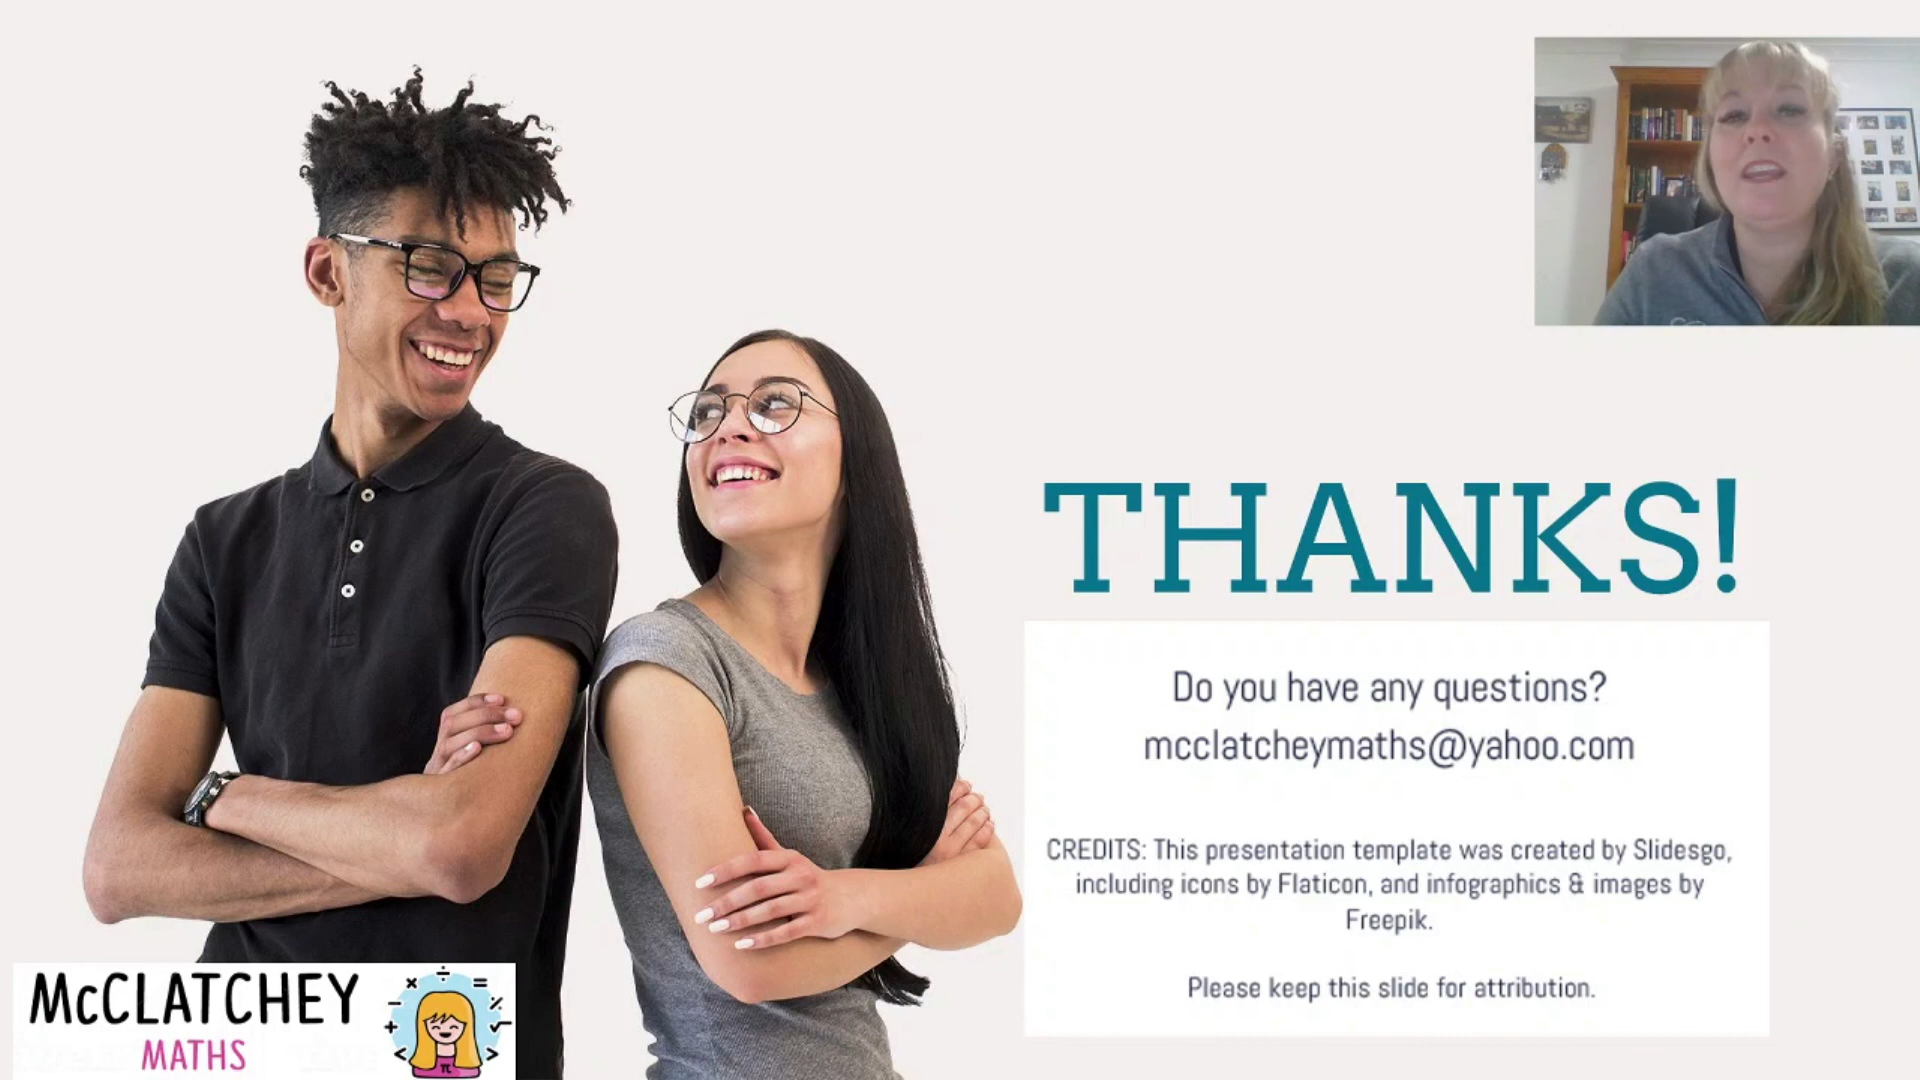 THANKS!
Do you have any questions?
mcclatcheymaths@yahoo.com
CREDITS: This presentation template was created by Slidesgo,
including icons by Flaticon, and infographics & images by
Freepik.
Please keep this slide for attribution.
McCLATCHEY
MATHS